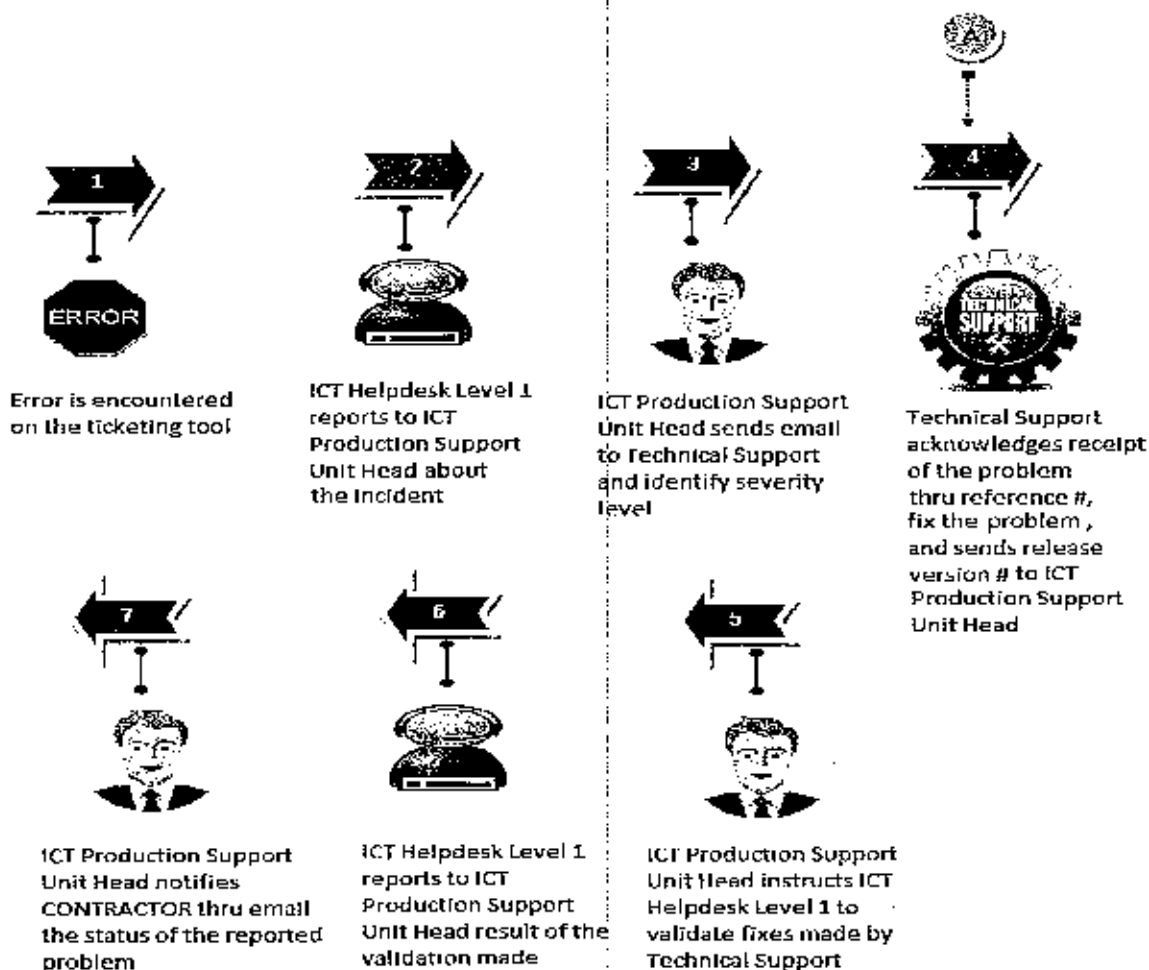 A
1
2
3
4
ERROR
TECHNICAL
SUPPORT
Error is encountered
on the ticketing tool
ICT Helpdesk Level 1
reports to ICT
Production Support
Unit Head about
the Incident
ICT Production Support
Unit Head sends email
to Technical Support
and identify severity
level
Technical Support
acknowledges receipt
of the problem
thru reference #,
fix the problem ,
and sends release
version # to ICT
Production Support
Unit Head
7
6
5
ICT Production Support
Unit Head notifies
CONTRACTOR thru email
the status of the reported
problem
ICT Helpdesk Level 1
reports to ICT
Production Support
Unit Head result of the
validation made
ICT Production Support
Unit Head instructs ICT
Helpdesk Level 1 to
validate fixes made by
Technical Support